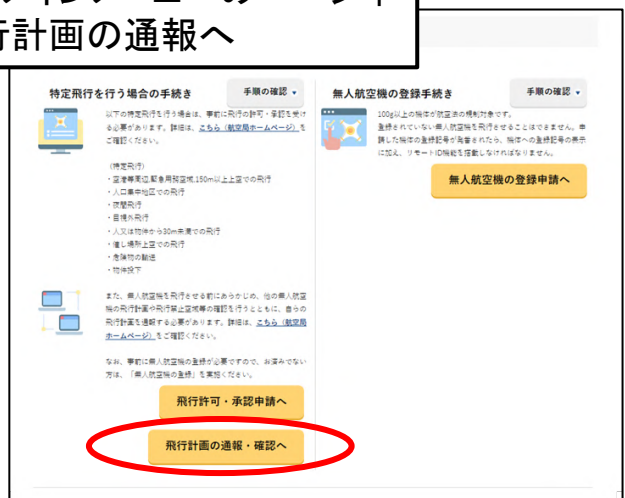 行計画の通報へ
特定飛行を行う場合の手続き
手順の確認
以下の特定飛行を行う場合は、事前に飛行の許可・承認を受け
る必要があります。詳細は、こちら（航空局ホームページ）を
ご確認ください。
（特定飛行）
・空港等周辺,緊急用務空域,150m以上上空での飛行
・人口集中地区での飛行
・夜間飛行
・目視外飛行
・人又は物件から30m未満での飛行
・催し場所上空での飛行
・危険物の輸送
・物件投下
また、無人航空機を飛行させる前にあらかじめ、他の無人航空
機の飛行計画や飛行禁止空域等の確認を行うとともに、自らの
飛行計画を通報する必要があります。詳細は、こちら（航空局
ホームページ）をご確認ください。
なお、事前に無人航空機の登録が必要ですので、お済みでない
方は、「無人航空機の登録」を実施ください。
飛行許可・承認申請へ
飛行計画の通報・確認へ
無人航空機の登録手続き
手順の確認
100g以上の機体が航空法の規制対象です。
登録されていない無人航空機を飛行させることはできません。申
請した機体の登録記号が発番されたら、機体への登録記号の表示
に加え、リモートID機能を搭載しなければなりません。
無人航空機の登録申請へ